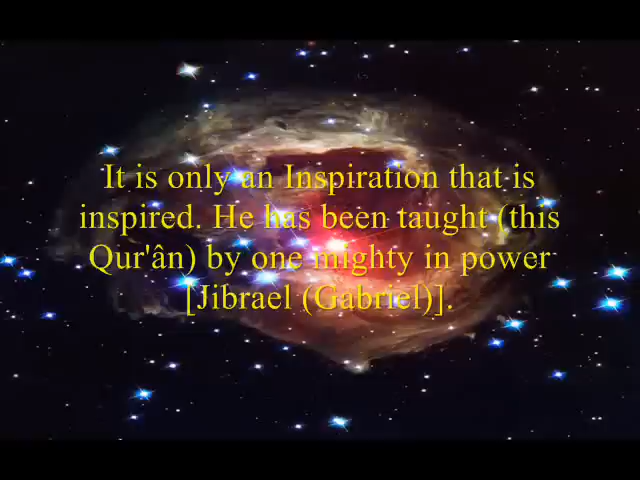 It is only an Inspiration that is
inspired. He has been taught (this
Qur'ân) by one mighty in power
[Jibrael (Gabriel)].